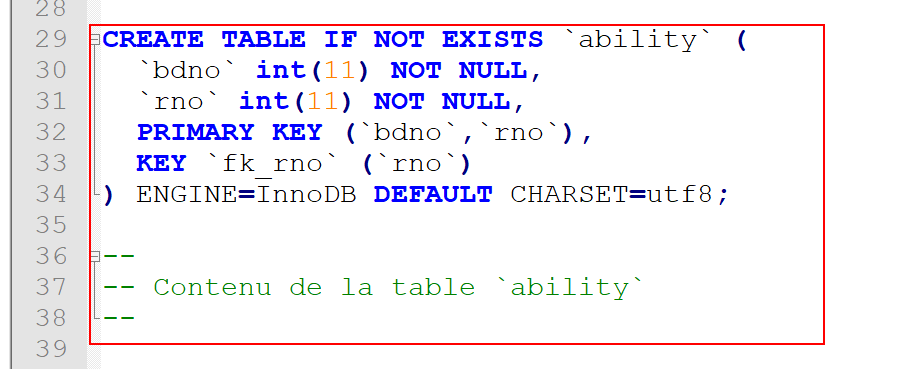 28
29 CREATE TABLE IF NOT EXISTS `ability` (
30 `bdno` int(11) NOT NULL,
31 `rno` int(11) NOT NULL,
32 PRIMARY KEY (`bdno`,`rno`),
33 KEY `fk_rno` (`rno`)
34 ) ENGINE=InnoDB DEFAULT CHARSET=utf8;
35
36 --
37 -- Contenu de la table `ability`
38 --
39